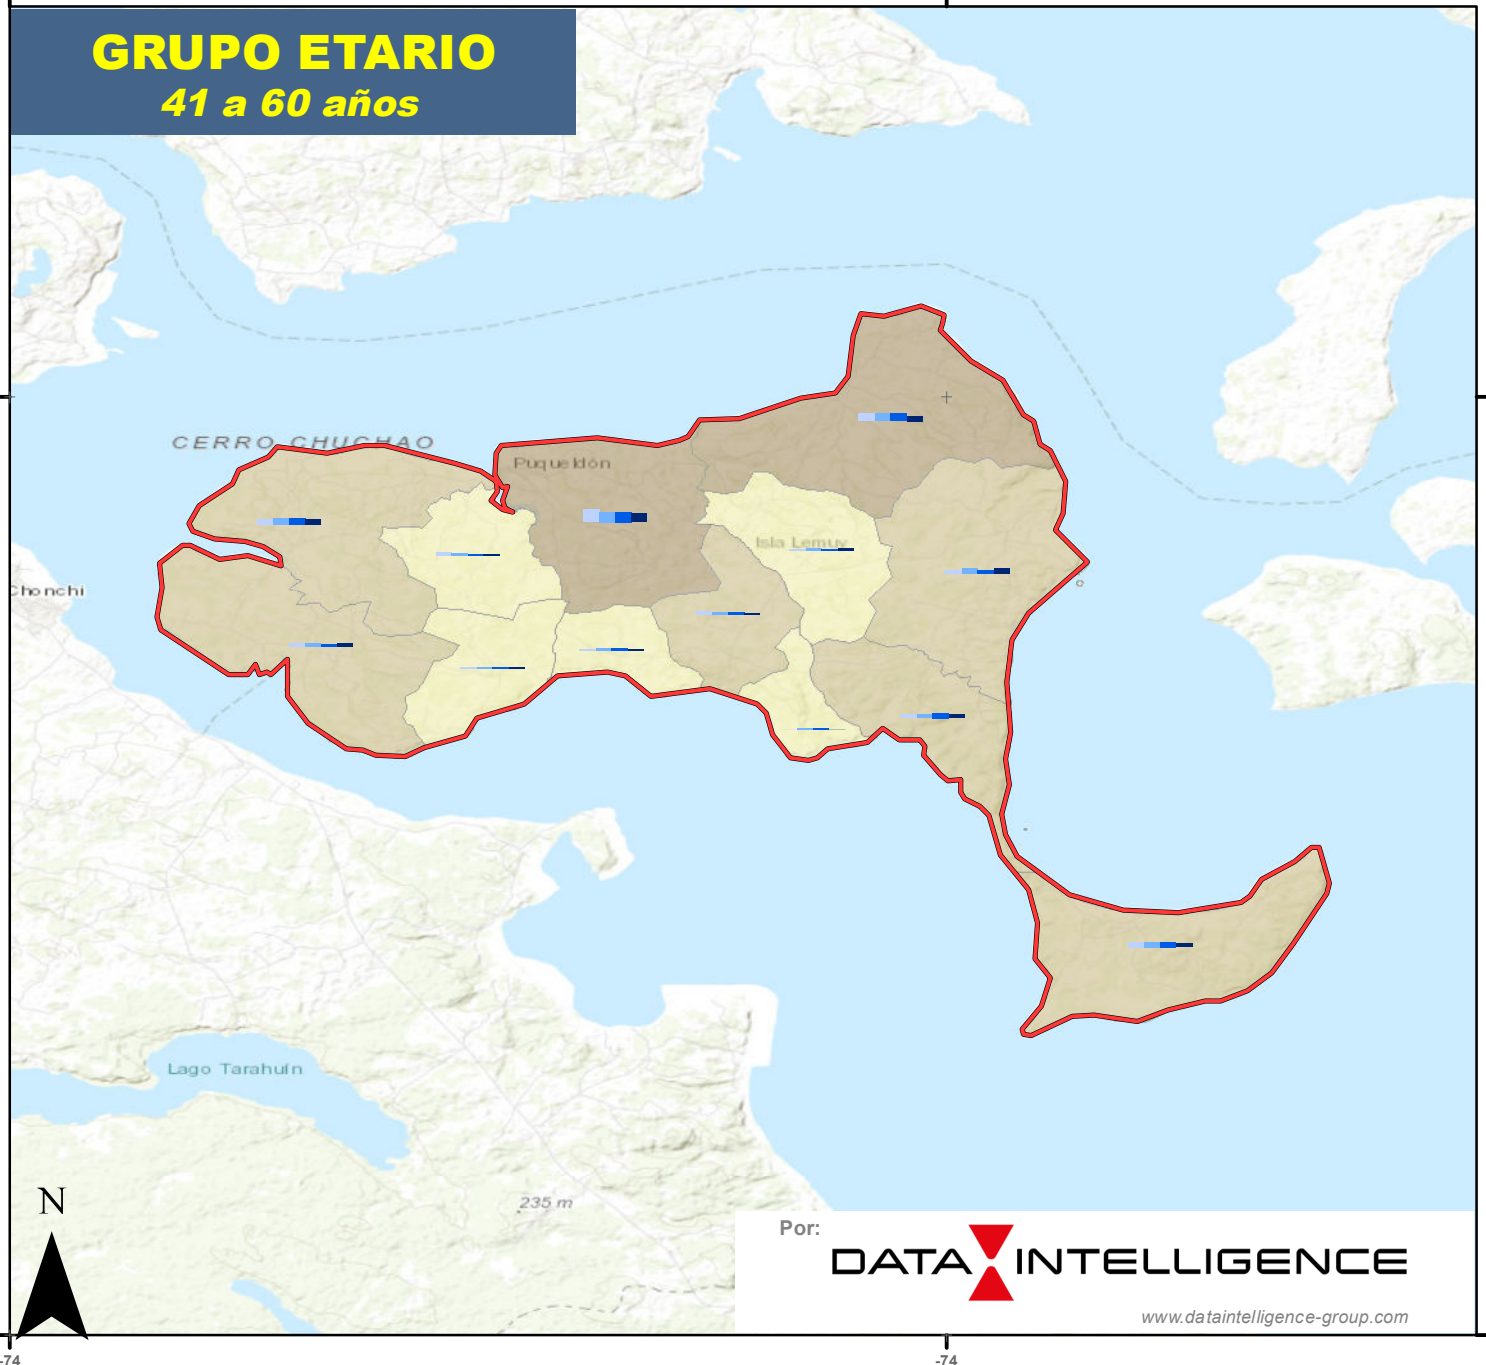 GRUPO ETARIO
41 a 60 años
CERRO CHUCHAO
Puqueldón
Isla Lemuy
Chonchi
Lago Tarahuín
235 m
N
Por:
DATA INTELLIGENCE
www.dataintelligence-group.com
-74
-74